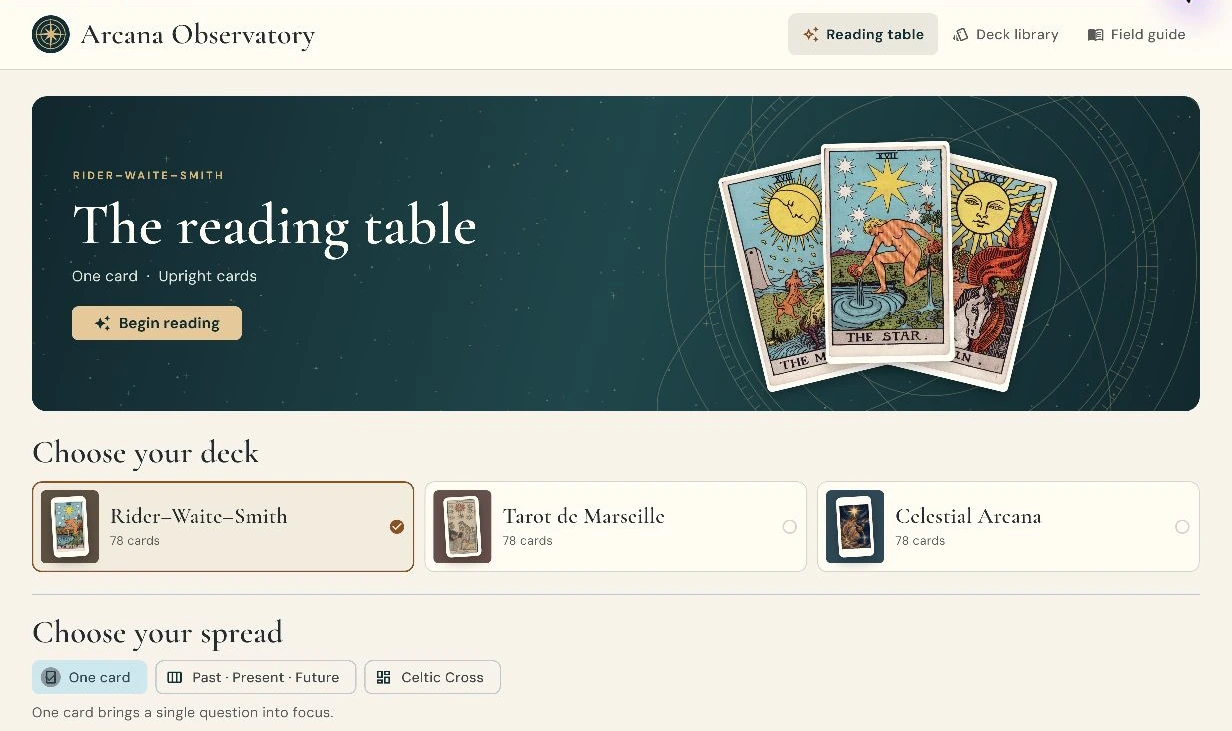 Arcana Observatory
Reading table
Deck library
Field guide
RIDER–WAITE–SMITH
The reading table
One card · Upright cards
Begin reading
XVII
THE STAR.
THE M
Choose your deck
Rider–Waite–Smith
78 cards
Tarot de Marseille
78 cards
Celestial Arcana
78 cards
Choose your spread
One card
Past · Present · Future
Celtic Cross
One card brings a single question into focus.